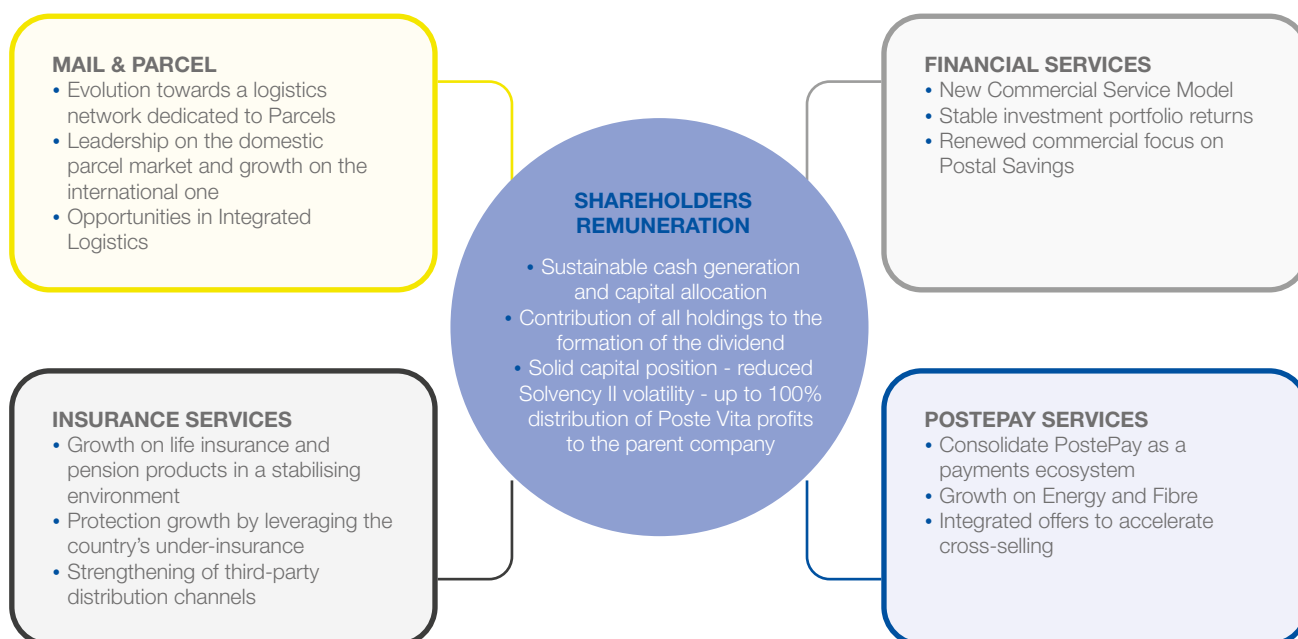 MAIL & PARCEL
• Evolution towards a logistics
network dedicated to Parcels
• Leadership on the domestic
parcel market and growth on the
international one
• Opportunities in Integrated
Logistics
FINANCIAL SERVICES
• New Commercial Service Model
• Stable investment portfolio returns
• Renewed commercial focus on
Postal Savings
SHAREHOLDERS
REMUNERATION
• Sustainable cash generation
and capital allocation
• Contribution of all holdings to the
formation of the dividend
• Solid capital position - reduced
Solvency II volatility - up to 100%
distribution of Poste Vita profits
to the parent company
INSURANCE SERVICES
• Growth on life insurance and
pension products in a stabilising
environment
• Protection growth by leveraging the
country's under-insurance
• Strengthening of third-party
distribution channels
POSTEPAY SERVICES
• Consolidate PostePay as a
payments ecosystem
• Growth on Energy and Fibre
• Integrated offers to accelerate
cross-selling